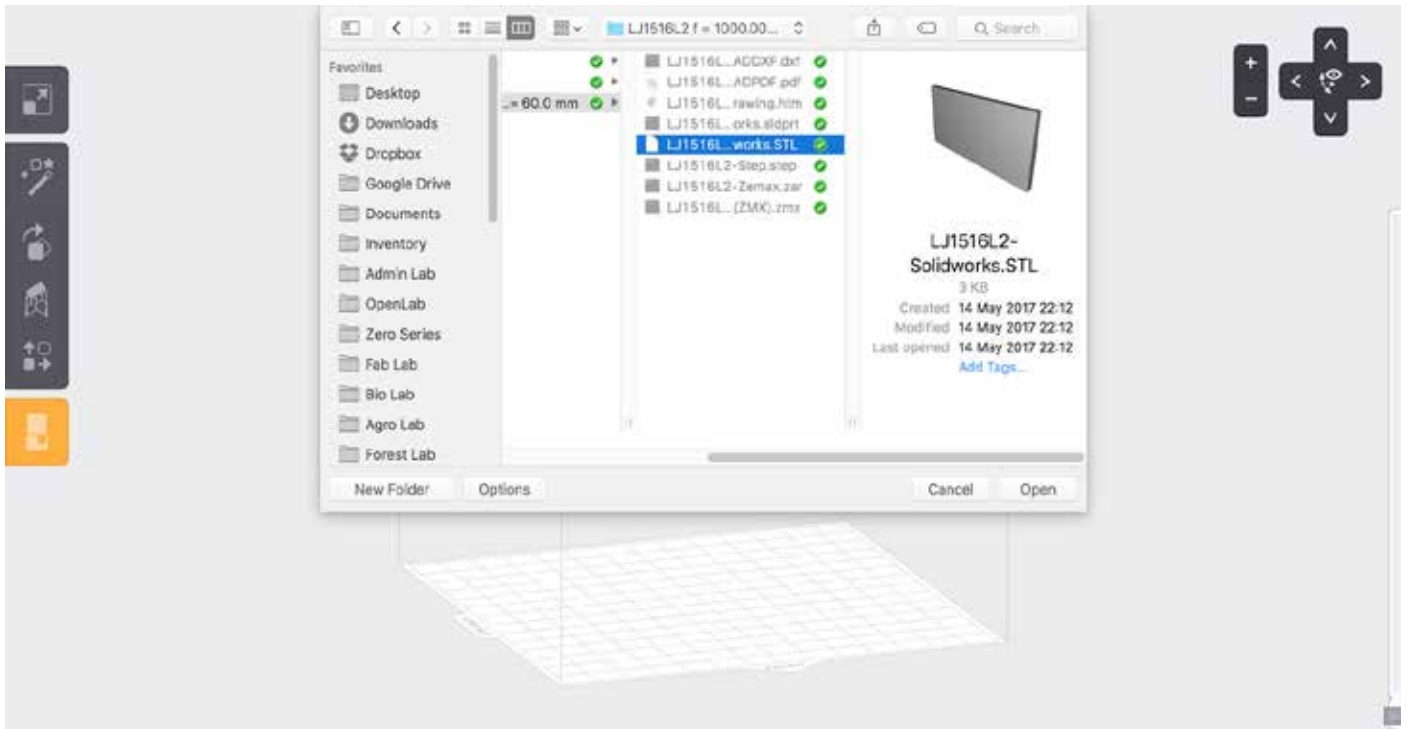 LJ1516L2 f = 1000.00...
Search
Favorites
Desktop
Downloads
Dropbox
Google Drive
Documents
Inventory
Admin Lab
OpenLab
Zero Series
Fab Lab
Bio Lab
Agro Lab
Forest Lab
...= 60.0 mm
LJ1516L...ADDXF.dxf
LJ1516L...ADPDF.pdf
LJ1516L...rawing.htm
LJ1516L...orks.sldprt
LJ1516L...works.STL
LJ1516L2-Step.step
LJ1516L2-Zemax.zar
LJ1516L...(ZMX).zmx
LJ1516L2-
Solidworks.STL
3 KB
Created 14 May 2017 22:12
Modified 14 May 2017 22:12
Last opened 14 May 2017 22:12
Add Tags...
New Folder
Options
Cancel
Open
+
-